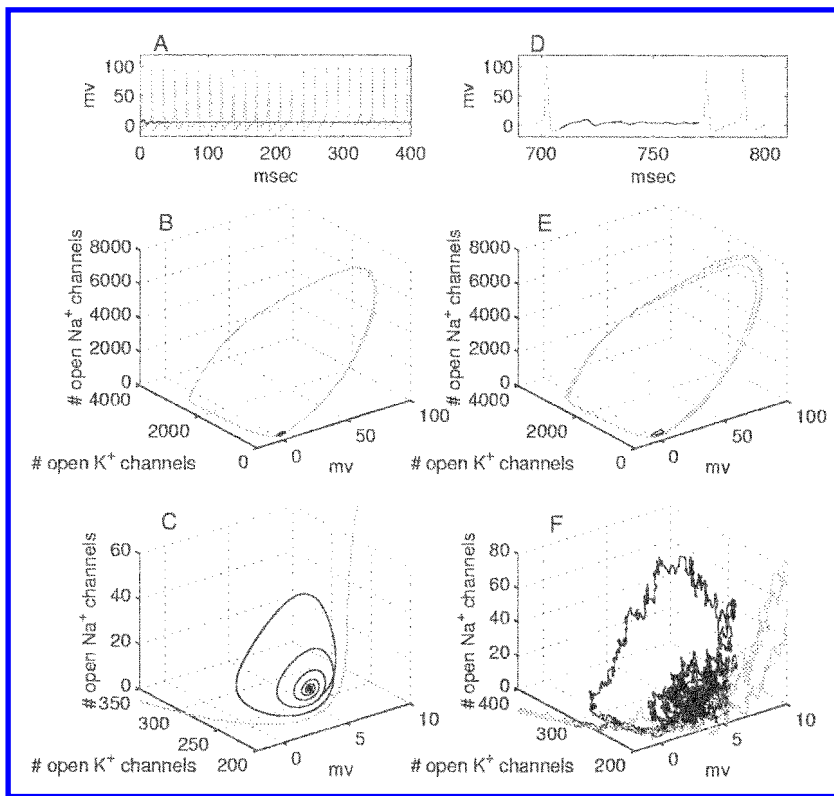 A
mv
100
50
0
0 100 200 300 400
msec
D
mv
100
50
0
700 750 800
msec
B
# open Na+ channels
8000
6000
4000
2000
0
4000
2000
0
# open K+ channels
0
50
100
mv
E
# open Na+ channels
8000
6000
4000
2000
0
4000
2000
0
# open K+ channels
0
50
100
mv
C
# open Na+ channels
60
40
20
0
350
300
250
200
# open K+ channels
0
5
10
mv
F
# open Na+ channels
80
60
40
20
0
400
300
200
# open K+ channels
0
5
10
mv